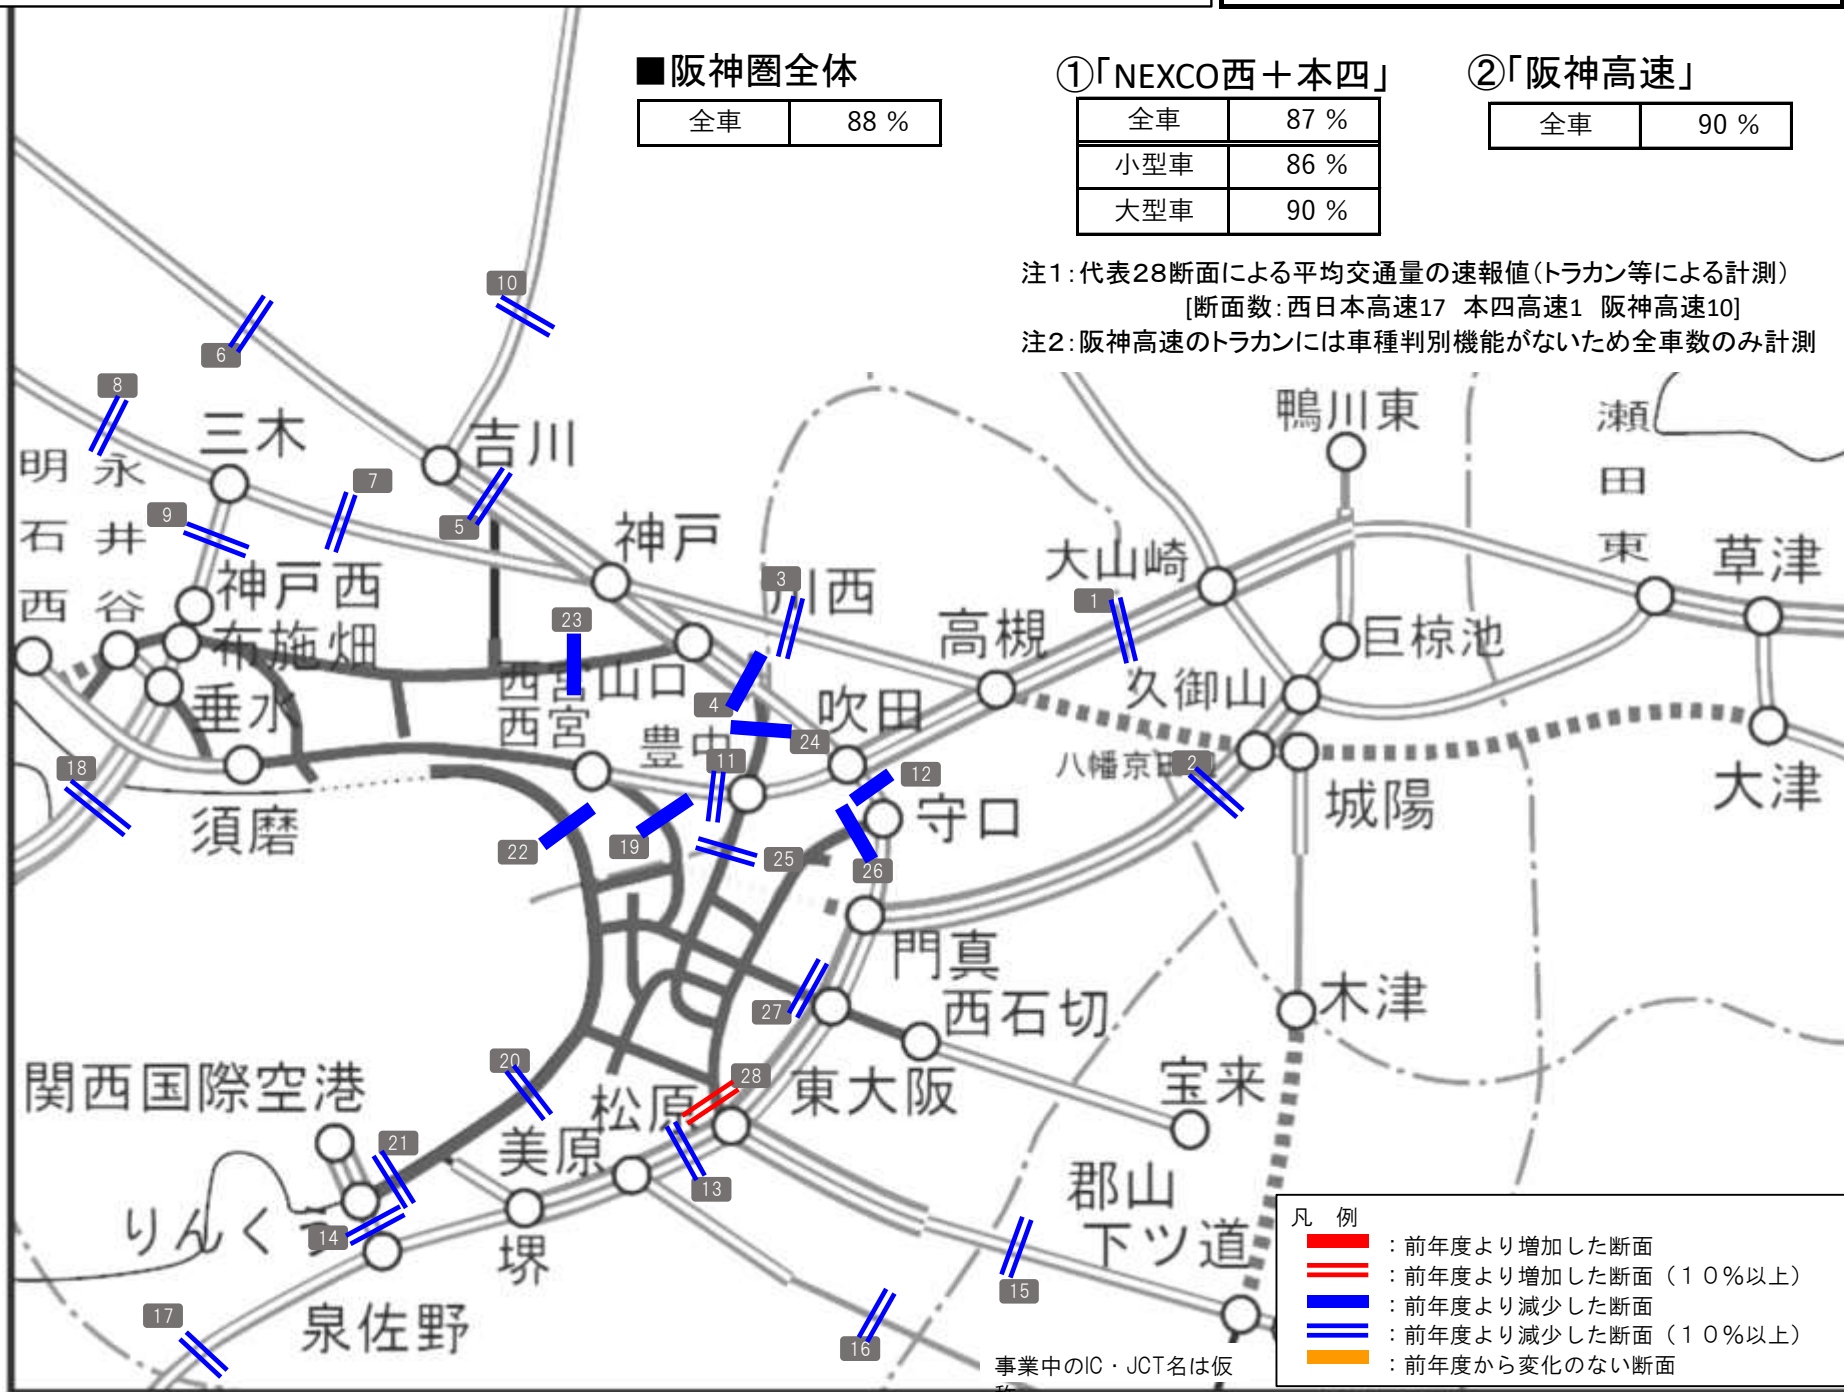 ■阪神圏全体
全車 88 %
①「NEXCO西＋本四」
全車 87 %
小型車 86 %
大型車 90 %
②「阪神高速」
全車 90 %
注1：代表28断面による平均交通量の速報値（トラカン等による計測）
[断面数：西日本高速17 本四高速1 阪神高速10]
注2：阪神高速のトラカンには車種判別機能がないため全車数のみ計測
10
6
8
三木
吉川
鴨川東
瀬田東
明石西
永井谷
7
9
5
神戸
大山崎
草津
神戸西
3
川西
1
高槻
23
布施畑
巨椋池
西宮山口
久御山
垂水
4
吹田
西宮
豊中
24
11
12
八幡京田
2
18
大津
城陽
須磨
守口
22
19
25
26
門真
木津
27
西石切
20
関西国際空港
28
松原
東大阪
宝来
21
美原
13
郡山
りんくう
14
下ツ道
堺
15
17
泉佐野
16
事業中のIC・JCT名は仮
凡 例
：前年度より増加した断面
：前年度より増加した断面（１０％以上）
：前年度より減少した断面
：前年度より減少した断面（１０％以上）
：前年度から変化のない断面